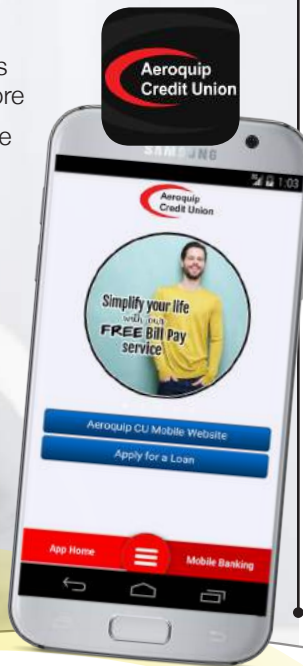 Aeroquip
Credit Union
SAMSUNG
1:03
Aeroquip
Credit Union
Simplify your life
with our
FREE Bill Pay
service
Aeroquip CU Mobile Website
Apply for a Loan
App Home
Mobile Banking